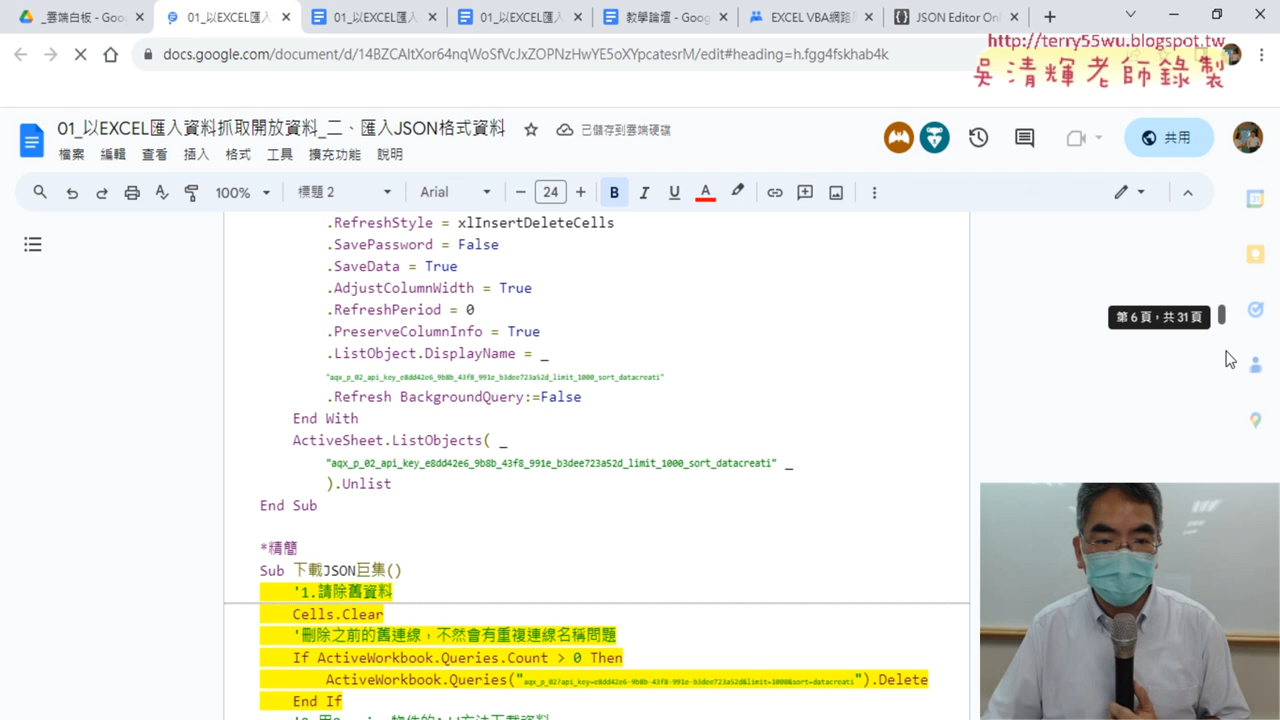 _雲端白板 - Goo
01_以EXCEL匯入
01_以EXCEL匯入
01_以EXCEL匯入
教學論壇 - Goog
EXCEL VBA網路
JSON Editor Onl
docs.google.com/document/d/14BZCAItXor64nqWoSfVcJxZOPNzHwYE5oXYpcatesrM/edit#heading=h.fgg4fskhab4k
http://terry55wu.blogspot.tw
吳清輝老師錄製
01_以EXCEL匯入資料抓取開放資料_二、匯入JSON格式資料
已儲存到雲端硬碟
共用
檔案 編輯 查看 插入 格式 工具 擴充功能 說明
100% 標題 2 Arial 24 B I U A
.RefreshStyle = xlInsertDeleteCells
.SavePassword = False
.SaveData = True
.AdjustColumnWidth = True
.RefreshPeriod = 0
第 6 頁，共 31 頁
.PreserveColumnInfo = True
.ListObject.DisplayName = _
"aqx_p_02_api_key_e8dd42e6_9b8b_43f8_991e_b3dee723a52d_limit_1000_sort_datacreati"
.Refresh BackgroundQuery:=False
End With
ActiveSheet.ListObjects( _
"aqx_p_02_api_key_e8dd42e6_9b8b_43f8_991e_b3dee723a52d_limit_1000_sort_datacreati" _
).Unlist
End Sub
*精簡
Sub 下載JSON巨集()
'1.請除舊資料
Cells.Clear
'刪除之前的舊連線，不然會有重複連線名稱問題
If ActiveWorkbook.Queries.Count > 0 Then
ActiveWorkbook.Queries("aqx_p_02?api_key=e8dd42e6-9b8b-43f8-991e-b3dee723a52d&limit=1000&sort=datacreati").Delete
End If